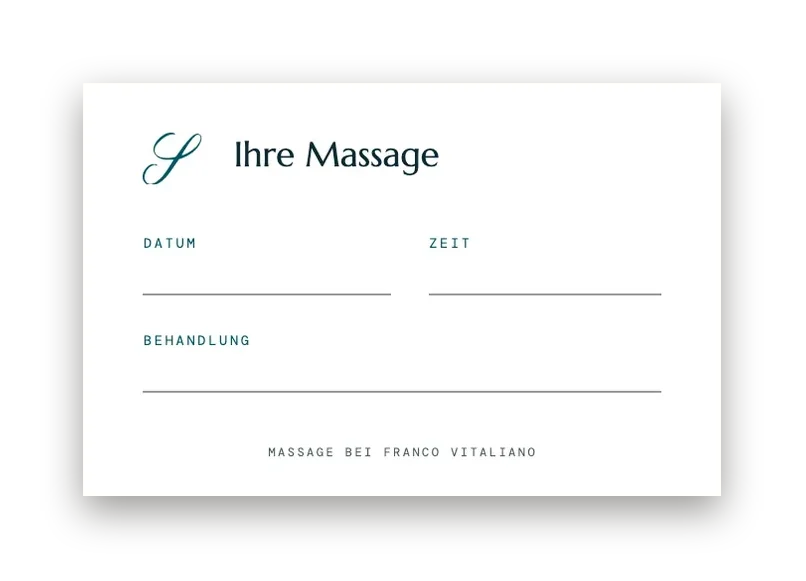 Ihre Massage
DATUM ZEIT
BEHANDLUNG
MASSAGE BEI FRANCO VITALIANO